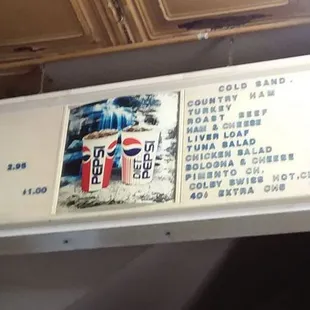 2.95
$1.00
PEPSI
DIET PEPSI
COLD SAND.
COUNTRY HAM
TURKEY
ROAST BEEF
HAM & CHEESE
LIVER LOAF
TUNA SALAD
CHICKEN SALAD
BOLOGNA & CHEESE
PIMENTO CH.
COLBY SWISS HOT.C
40¢ EXTRA CHS